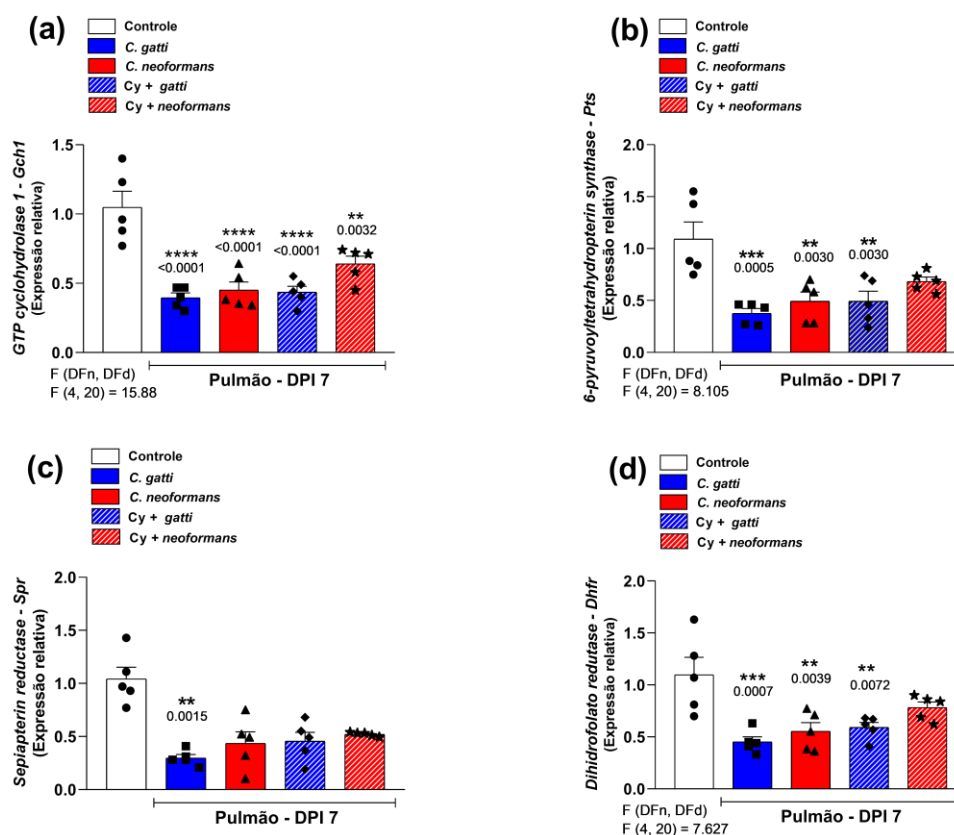 (a)
Controle
C. gatti
C. neoformans
Cy + gatti
Cy + neoformans
GTP cyclohydrolase 1 - Gch1
(Expressão relativa)
1.5
1.0
0.5
0.0
****
<0.0001
****
<0.0001
****
<0.0001
**
0.0032
Pulmão - DPI 7
F (DFn, DFd)
F (4, 20) = 15.88
(b)
Controle
C. gatti
C. neoformans
Cy + gatti
Cy + neoformans
6-pyruvoyltetrahydropterin synthase - Pts
(Expressão relativa)
2.0
1.5
1.0
0.5
0.0
***
0.0005
**
0.0030
**
0.0030
Pulmão - DPI 7
F (DFn, DFd)
F (4, 20) = 8.105
(c)
Controle
C. gatti
C. neoformans
Cy + gatti
Cy + neoformans
Sepiapterin reductase - Spr
(Expressão relativa)
2.0
1.5
1.0
0.5
0.0
**
0.0015
Pulmão - DPI 7
(d)
Controle
C. gatti
C. neoformans
Cy + gatti
Cy + neoformans
Dihidrofolato redutase - Dhfr
(Expressão relativa)
2.0
1.5
1.0
0.5
0.0
***
0.0007
**
0.0039
**
0.0072
Pulmão - DPI 7
F (DFn, DFd)
F (4, 20) = 7.627